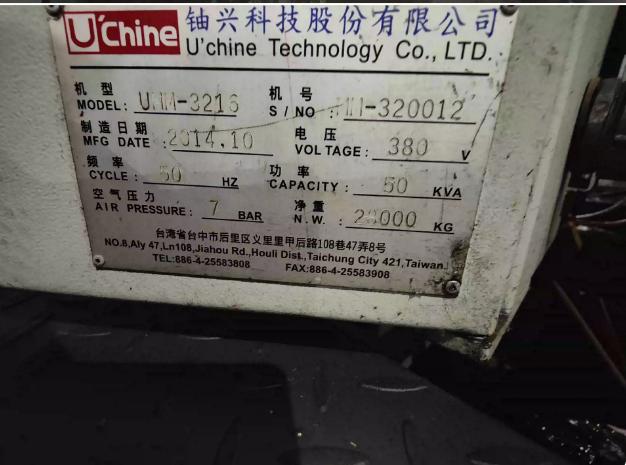 U'Chine 铀兴科技股份有限公司
U'chine Technology Co., LTD.
机型 机号
MODEL: S / NO :
制造日期 电压
MFG DATE : 2014.10 VOLTAGE: 380 V
频率 功率
CYCLE: 50 HZ CAPACITY: 50 KVA
空气压力 净重
AIR PRESSURE: 7 BAR N.W. : KG
台湾省台中市后里区义里里甲后路108巷47弄8号
NO.8,Aly 47,Ln108,Jiahou Rd.,Houli Dist.,Taichung City 421,Taiwan
TEL:886-4-25583808 FAX:886-4-25583908